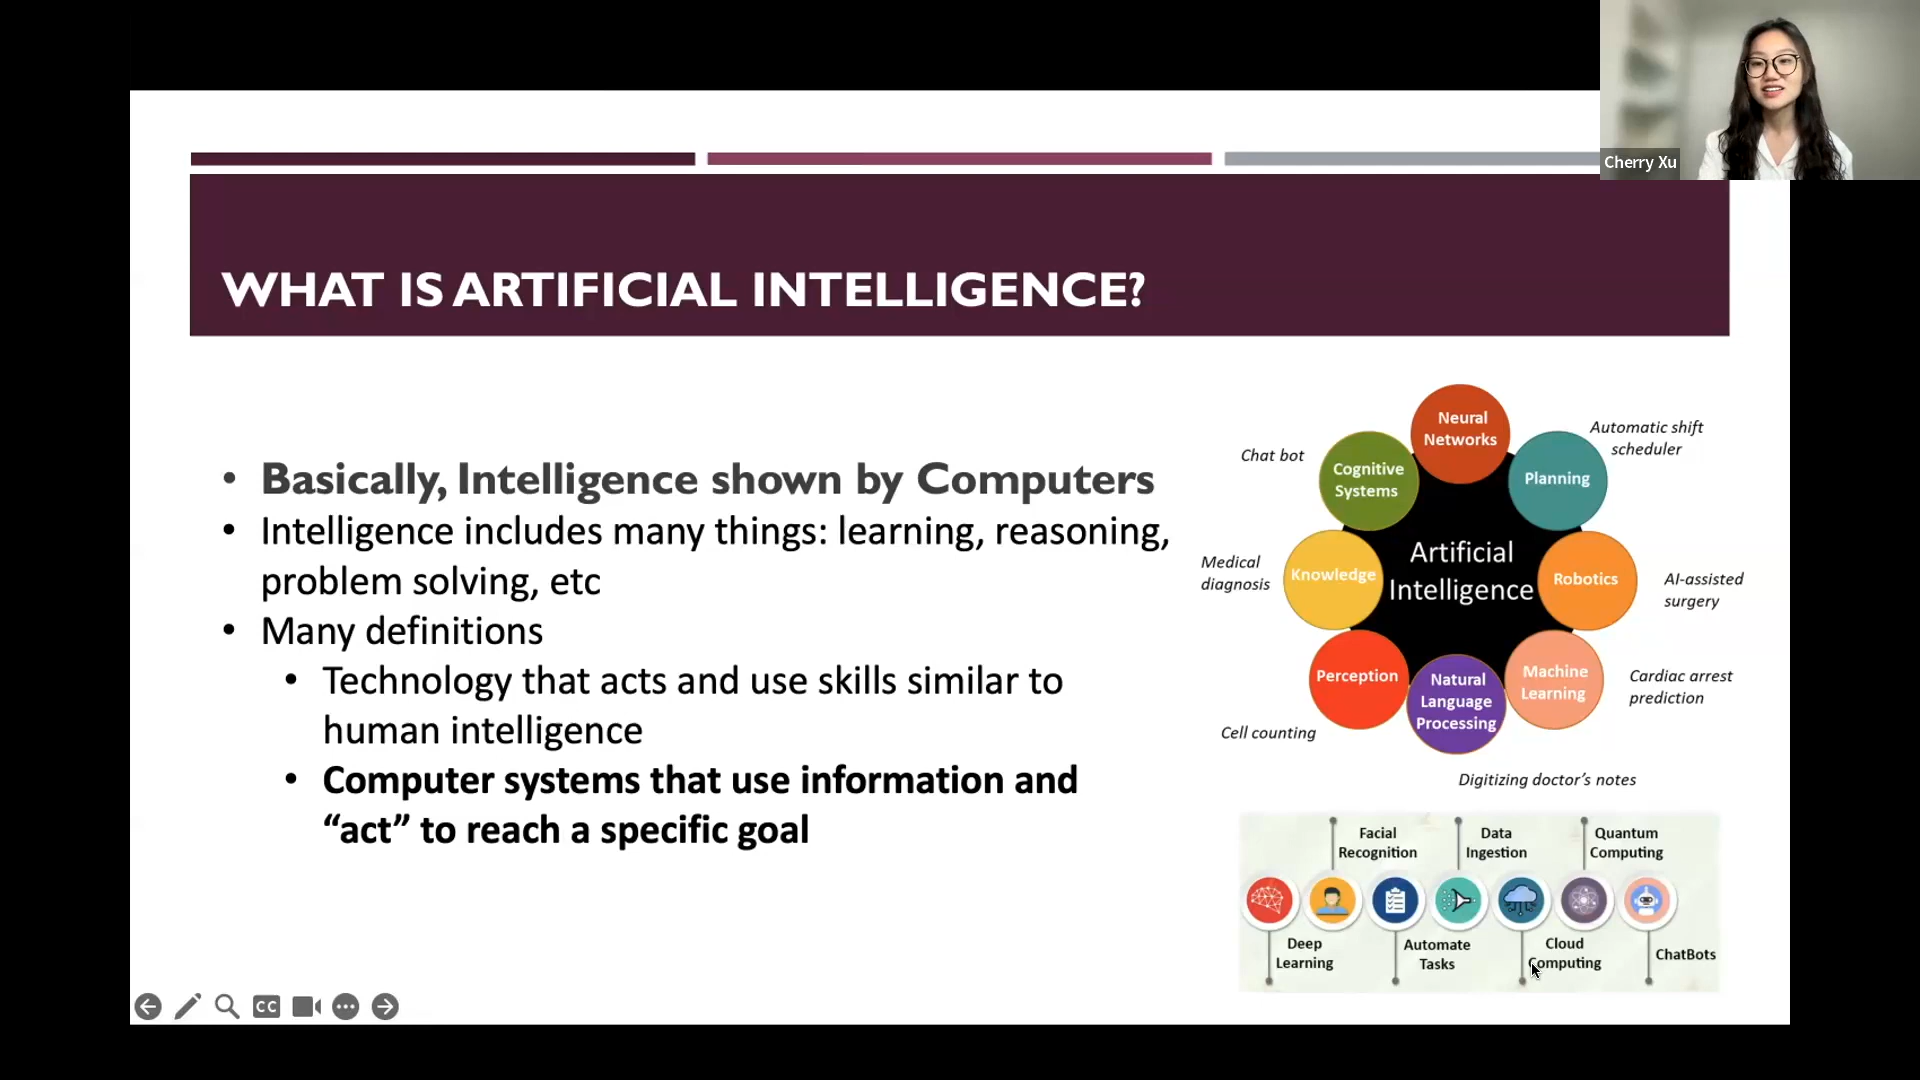 Cherry Xu
WHAT IS ARTIFICIAL INTELLIGENCE?
• Basically, Intelligence shown by Computers
• Intelligence includes many things: learning, reasoning,
problem solving, etc
• Many definitions
• Technology that acts and use skills similar to
human intelligence
• Computer systems that use information and
“act” to reach a specific goal
Neural
Networks
Automatic shift
scheduler
Chat bot
Cognitive
Systems
Planning
Artificial
Intelligence
Medical
diagnosis
Knowledge
Robotics
AI-assisted
surgery
Perception
Natural
Language
Processing
Machine
Learning
Cardiac arrest
prediction
Cell counting
Digitizing doctor’s notes
Facial
Recognition
Data
Ingestion
Quantum
Computing
Deep
Learning
Automate
Tasks
Cloud
Computing
ChatBots
CC